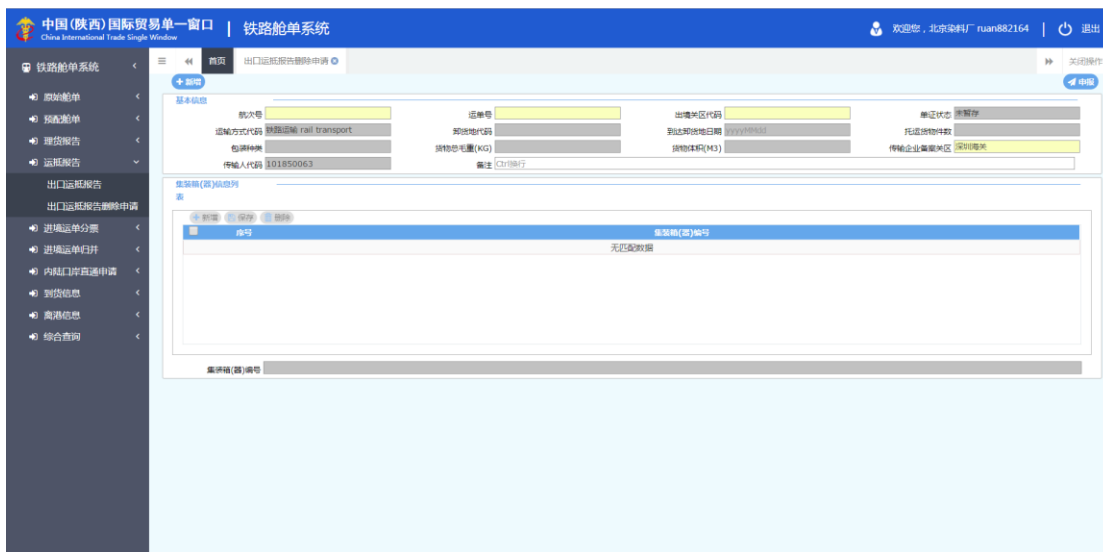 中国(陕西)国际贸易单一窗口 | 铁路舱单系统
China International Trade Single Window
欢迎您，北京染料厂 ruan882164 | 退出
铁路舱单系统
首页 出口运抵报告删除申请
关闭操作
新增
申报
原始舱单
预配舱单
理货报告
运抵报告
出口运抵报告
出口运抵报告删除申请
进境运单分票
进境运单归并
内陆口岸直通申请
到货信息
离港信息
综合查询
基本信息
航次号 运单号 出境关区代码 单证状态 未暂存
运输方式代码 铁路运输 rail transport 卸货地代码 到达卸货地日期 yyyyMMdd 托运货物件数
包装种类 货物总毛重(KG) 货物体积(M3) 传输企业备案关区 深圳海关
传输人代码 101850063 备注 Ctrl换行
集装箱(器)信息列
表
新增 保存 删除
序号 集装箱(器)编号
无匹配数据
集装箱(器)编号